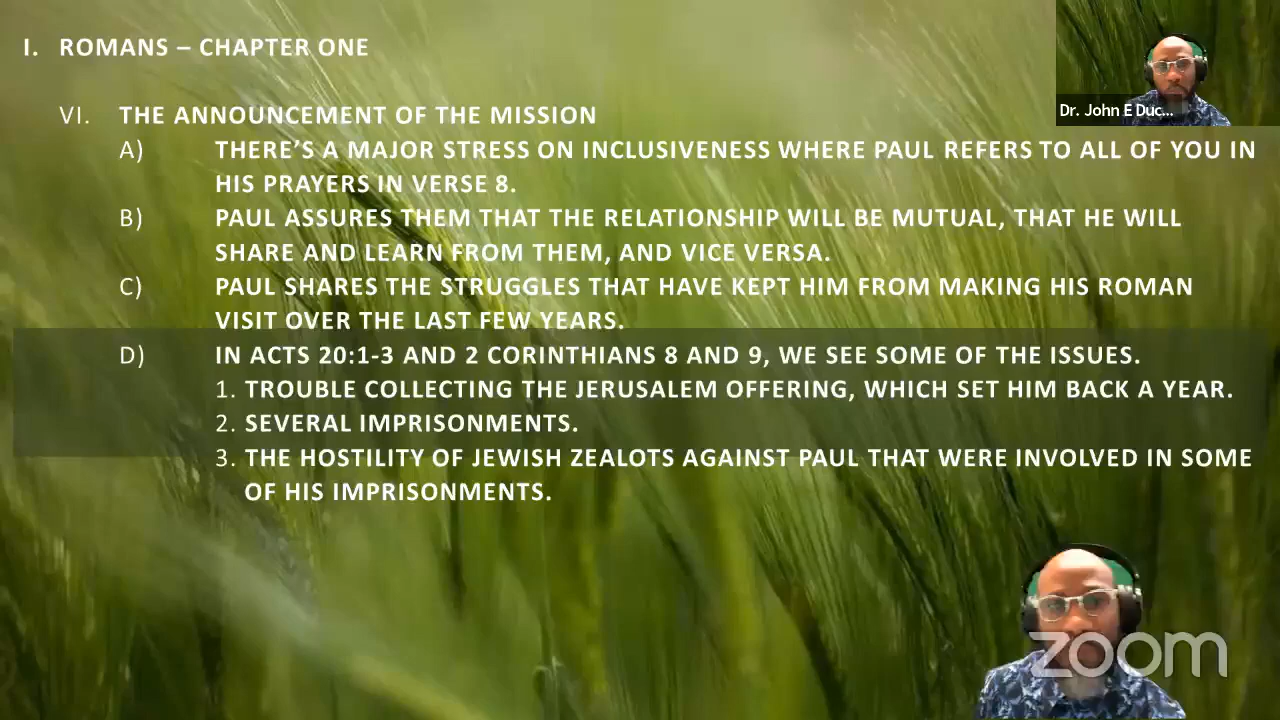 I. ROMANS – CHAPTER ONE
Dr. John E Duc...
VI. THE ANNOUNCEMENT OF THE MISSION
A) THERE’S A MAJOR STRESS ON INCLUSIVENESS WHERE PAUL REFERS TO ALL OF YOU IN
HIS PRAYERS IN VERSE 8.
B) PAUL ASSURES THEM THAT THE RELATIONSHIP WILL BE MUTUAL, THAT HE WILL
SHARE AND LEARN FROM THEM, AND VICE VERSA.
C) PAUL SHARES THE STRUGGLES THAT HAVE KEPT HIM FROM MAKING HIS ROMAN
VISIT OVER THE LAST FEW YEARS.
D) IN ACTS 20:1-3 AND 2 CORINTHIANS 8 AND 9, WE SEE SOME OF THE ISSUES.
1. TROUBLE COLLECTING THE JERUSALEM OFFERING, WHICH SET HIM BACK A YEAR.
2. SEVERAL IMPRISONMENTS.
3. THE HOSTILITY OF JEWISH ZEALOTS AGAINST PAUL THAT WERE INVOLVED IN SOME
OF HIS IMPRISONMENTS.
zoom